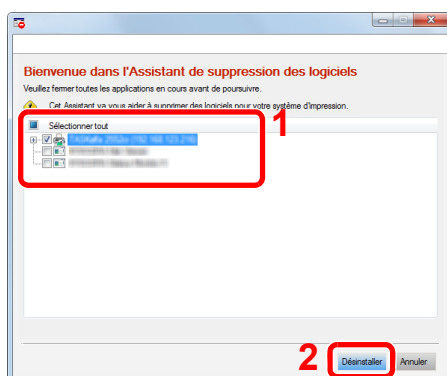 Bienvenue dans l'Assistant de suppression des logiciels
Veuillez fermer toutes les applications en cours avant de poursuivre.
Cet Assistant va vous aider à supprimer des logiciels pour votre système d'impression.
1
Sélectionner tout
2
Désinstaller
Annuler